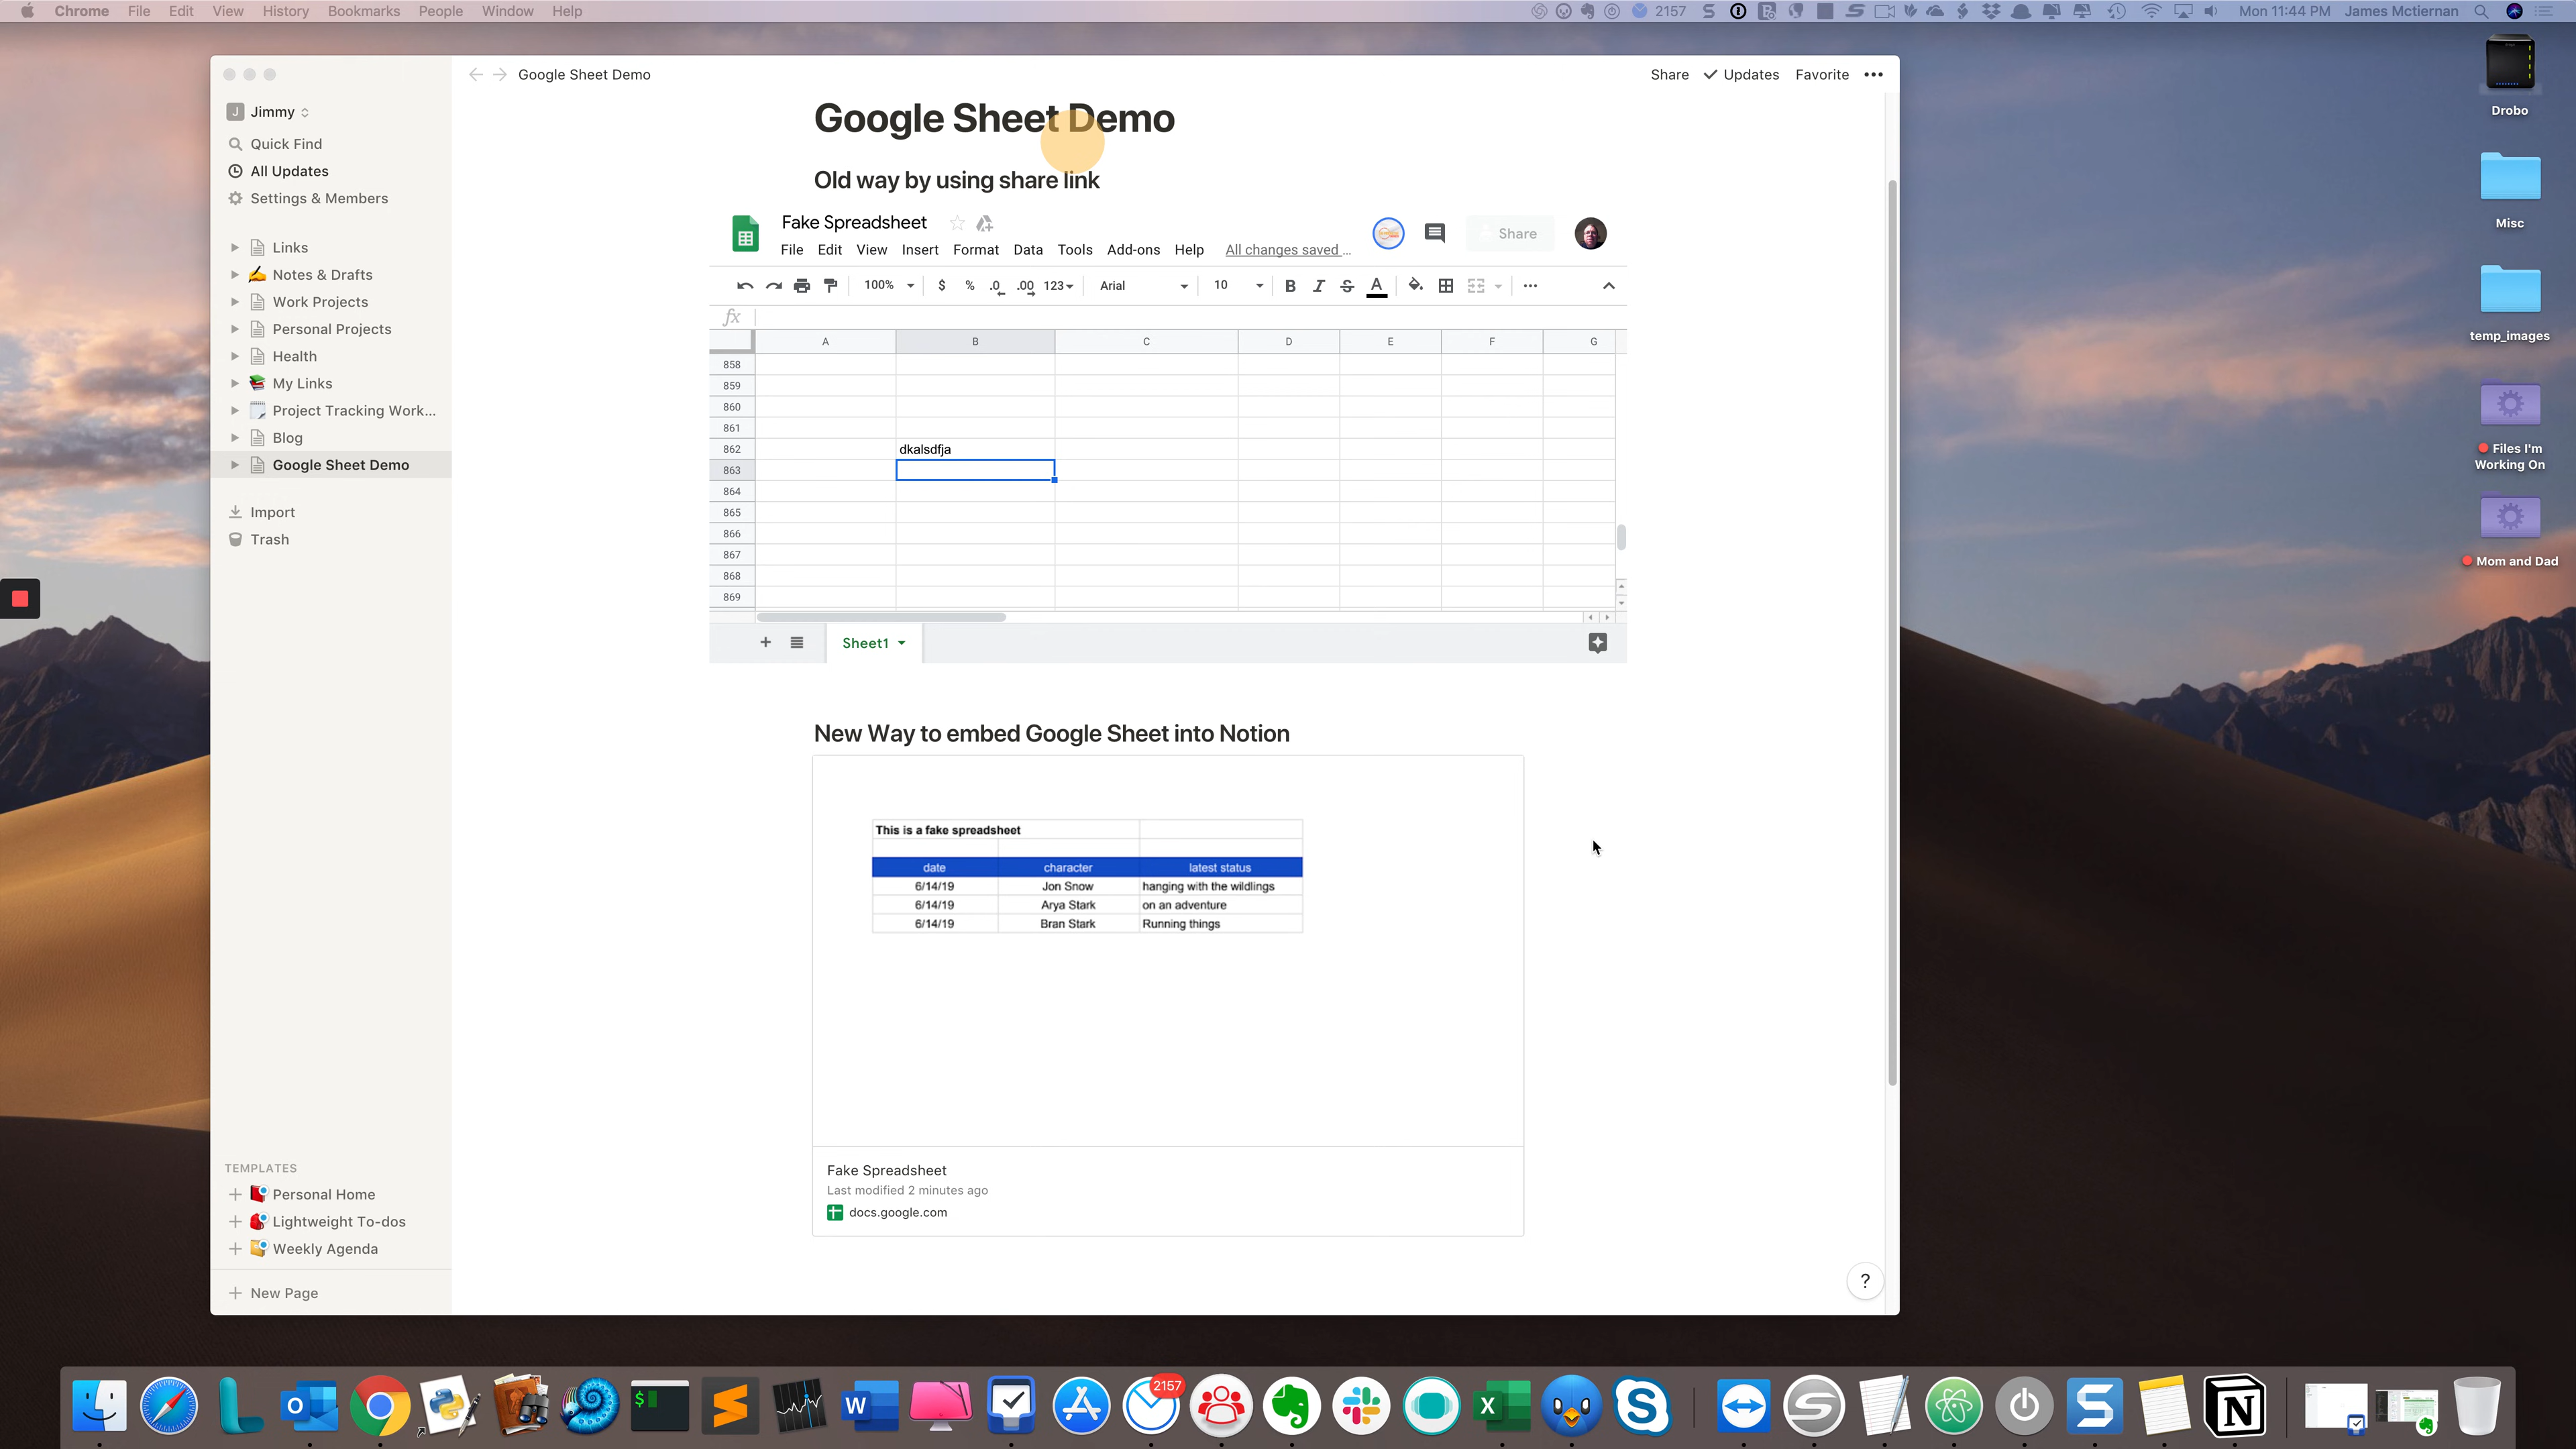 Chrome File Edit View History Bookmarks People Window Help
2157 Mon 11:44 PM James Mctiernan
Google Sheet Demo
Share Updates Favorite •••
J Jimmy
Quick Find
All Updates
Settings & Members
Links
Notes & Drafts
Work Projects
Personal Projects
Health
My Links
Project Tracking Work...
Blog
Google Sheet Demo
Import
Trash
TEMPLATES
Personal Home
Lightweight To-dos
Weekly Agenda
New Page
Google Sheet Demo
Old way by using share link
Fake Spreadsheet
File Edit View Insert Format Data Tools Add-ons Help All changes saved ...
Share
100% $ % .0 .00 123 Arial 10 B I S A
fx
A B C D E F G
858
859
860
861
862 dkalsdfja
863
864
865
866
867
868
869
+ Sheet1
New Way to embed Google Sheet into Notion
This is a fake spreadsheet
date character latest status
6/14/19 Jon Snow hanging with the wildlings
6/14/19 Arya Stark on an adventure
6/14/19 Bran Stark Running things
Fake Spreadsheet
Last modified 2 minutes ago
docs.google.com
?
Drobo
Misc
temp_images
Files I'm
Working On
Mom and Dad
2157